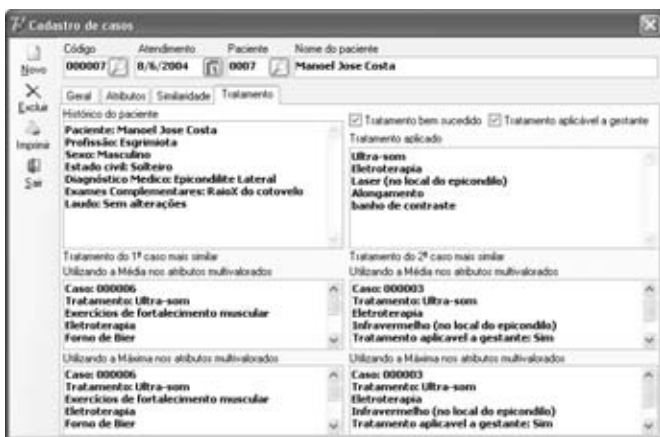 Cadastro de casos
Novo
Excluir
Imprimir
Sair
Código Atendimento Paciente Nome do paciente
000007 8/6/2004 0007 Manoel Jose Costa
Geral Atributos Similaridade Tratamento
Histórico do paciente
Paciente: Manoel Jose Costa
Profissão: Esgrimiota
Sexo: Masculino
Estado civil: Solteiro
Diagnóstico Medico: Epicondilite Lateral
Exames Complementares: RaioX do cotovelo
Laudo: Sem alterações
Tratamento bem sucedido Tratamento aplicável a gestante
Tratamento aplicado
Ultra-som
Eletroterapia
Laser (no local do epicondilo)
Alongamento
banho de contraste
Tratamento do 1º caso mais similar
Utilizando a Média nos atributos multivalorados
Caso: 000006
Tratamento: Ultra-som
Exercícios de fortalecimento muscular
Eletroterapia
Forno de Bier
Tratamento do 2º caso mais similar
Utilizando a Média nos atributos multivalorados
Caso: 000003
Tratamento: Ultra-som
Eletroterapia
Infravermelho (no local do epicondilo)
Tratamento aplicavel a gestante: Sim
Utilizando a Máxima nos atributos multivalorados
Caso: 000006
Tratamento: Ultra-som
Exercícios de fortalecimento muscular
Eletroterapia
Forno de Bier
Utilizando a Máxima nos atributos multivalorados
Caso: 000003
Tratamento: Ultra-som
Eletroterapia
Infravermelho (no local do epicondilo)
Tratamento aplicavel a gestante: Sim